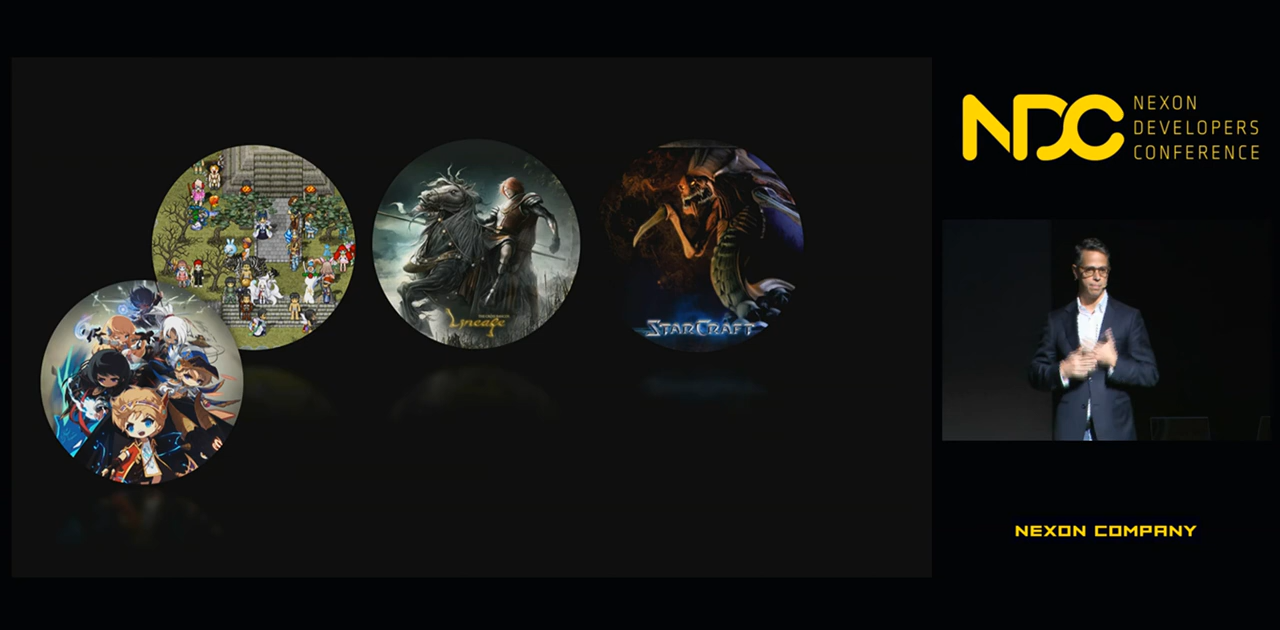 Lineage
STARCRAFT
NDC
NEXON
DEVELOPERS
CONFERENCE
NEXON COMPANY